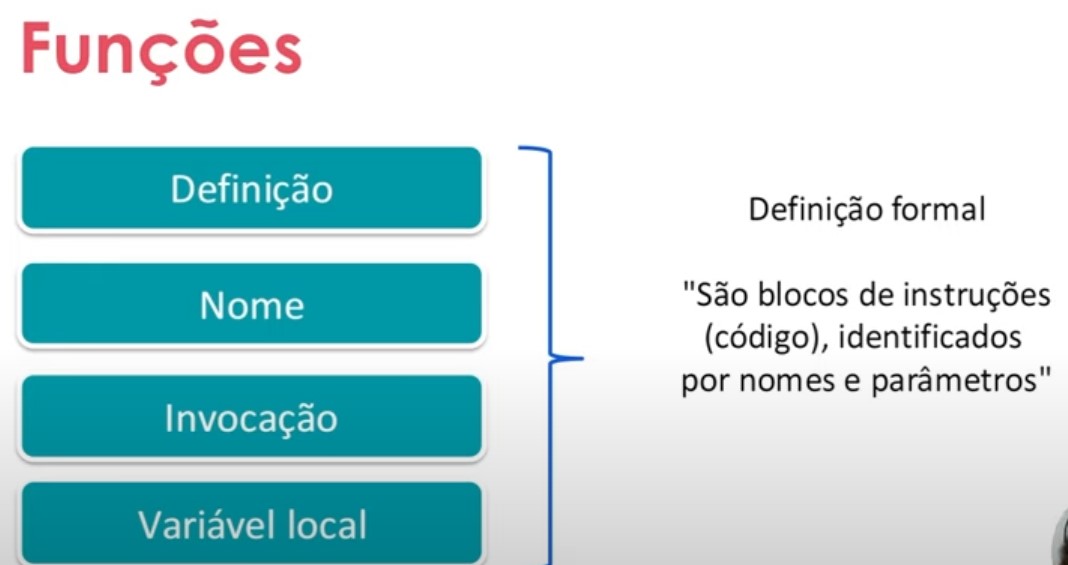 Funções
Definição
Nome
Invocação
Variável local
Definição formal
"São blocos de instruções
(código), identificados
por nomes e parâmetros"